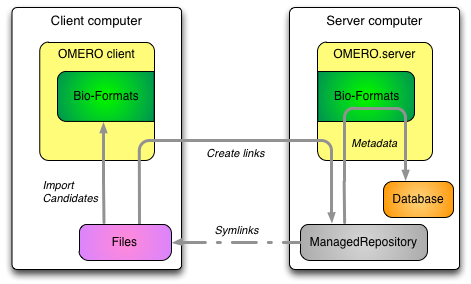 Client computer
Server computer
OMERO client
OMERO.server
Bio-Formats
Bio-Formats
Create links
Metadata
Import
Candidates
Database
Files
Symlinks
ManagedRepository